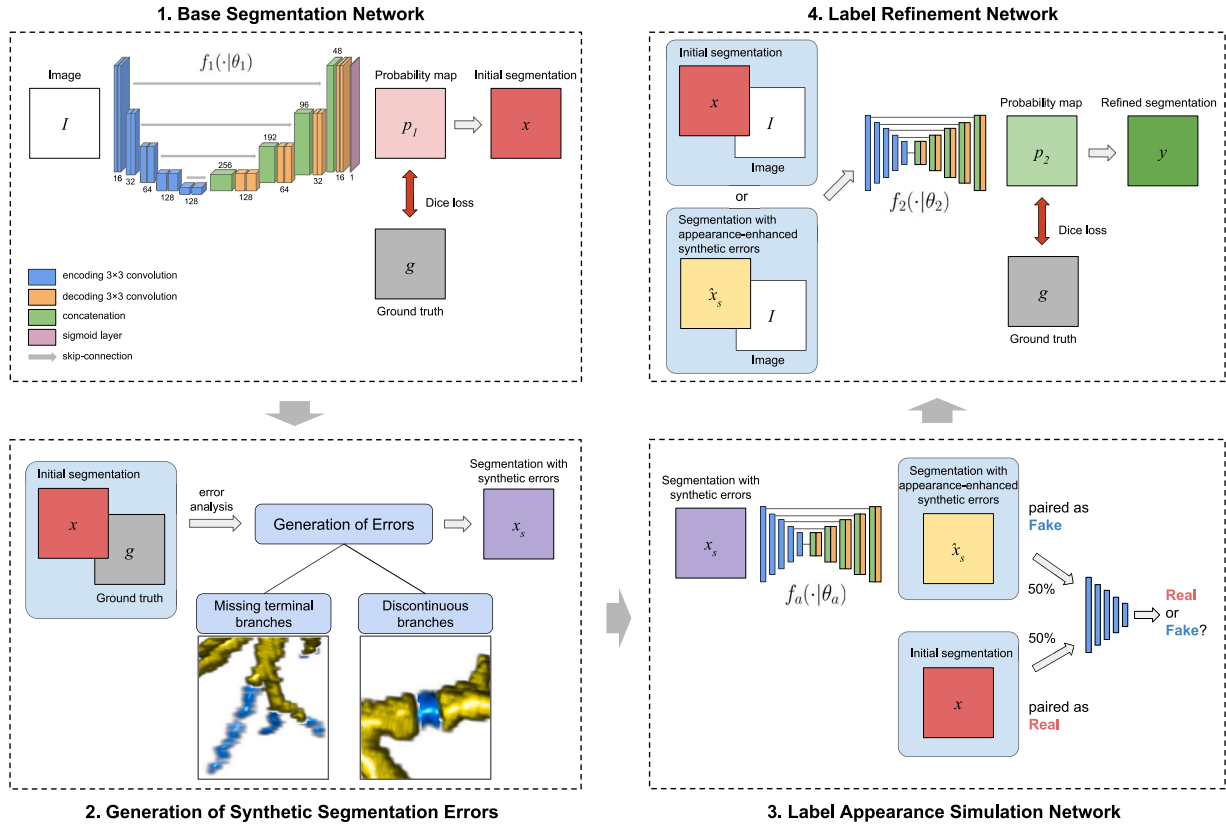 1. Base Segmentation Network
Image
I
f₁(·|θ₁)
16
32
64
128
128
256
128
192
64
96
32
48
16
1
Probability map
p₁
Initial segmentation
x
Dice loss
g
Ground truth
encoding 3×3 convolution
decoding 3×3 convolution
concatenation
sigmoid layer
skip-connection
4. Label Refinement Network
Initial segmentation
x
I
Image
or
Segmentation with
appearance-enhanced
synthetic errors
x̂ₛ
I
Image
f₂(·|θ₂)
Probability map
p₂
Refined segmentation
y
Dice loss
g
Ground truth
Initial segmentation
x
g
Ground truth
error
analysis
Generation of Errors
Segmentation with
synthetic errors
xₛ
Missing terminal
branches
Discontinuous
branches
2. Generation of Synthetic Segmentation Errors
Segmentation with
synthetic errors
xₛ
fₐ(·|θₐ)
Segmentation with
appearance-enhanced
synthetic errors
x̂ₛ
paired as
Fake
50%
50%
Real
or
Fake?
Initial segmentation
x
paired as
Real
3. Label Appearance Simulation Network